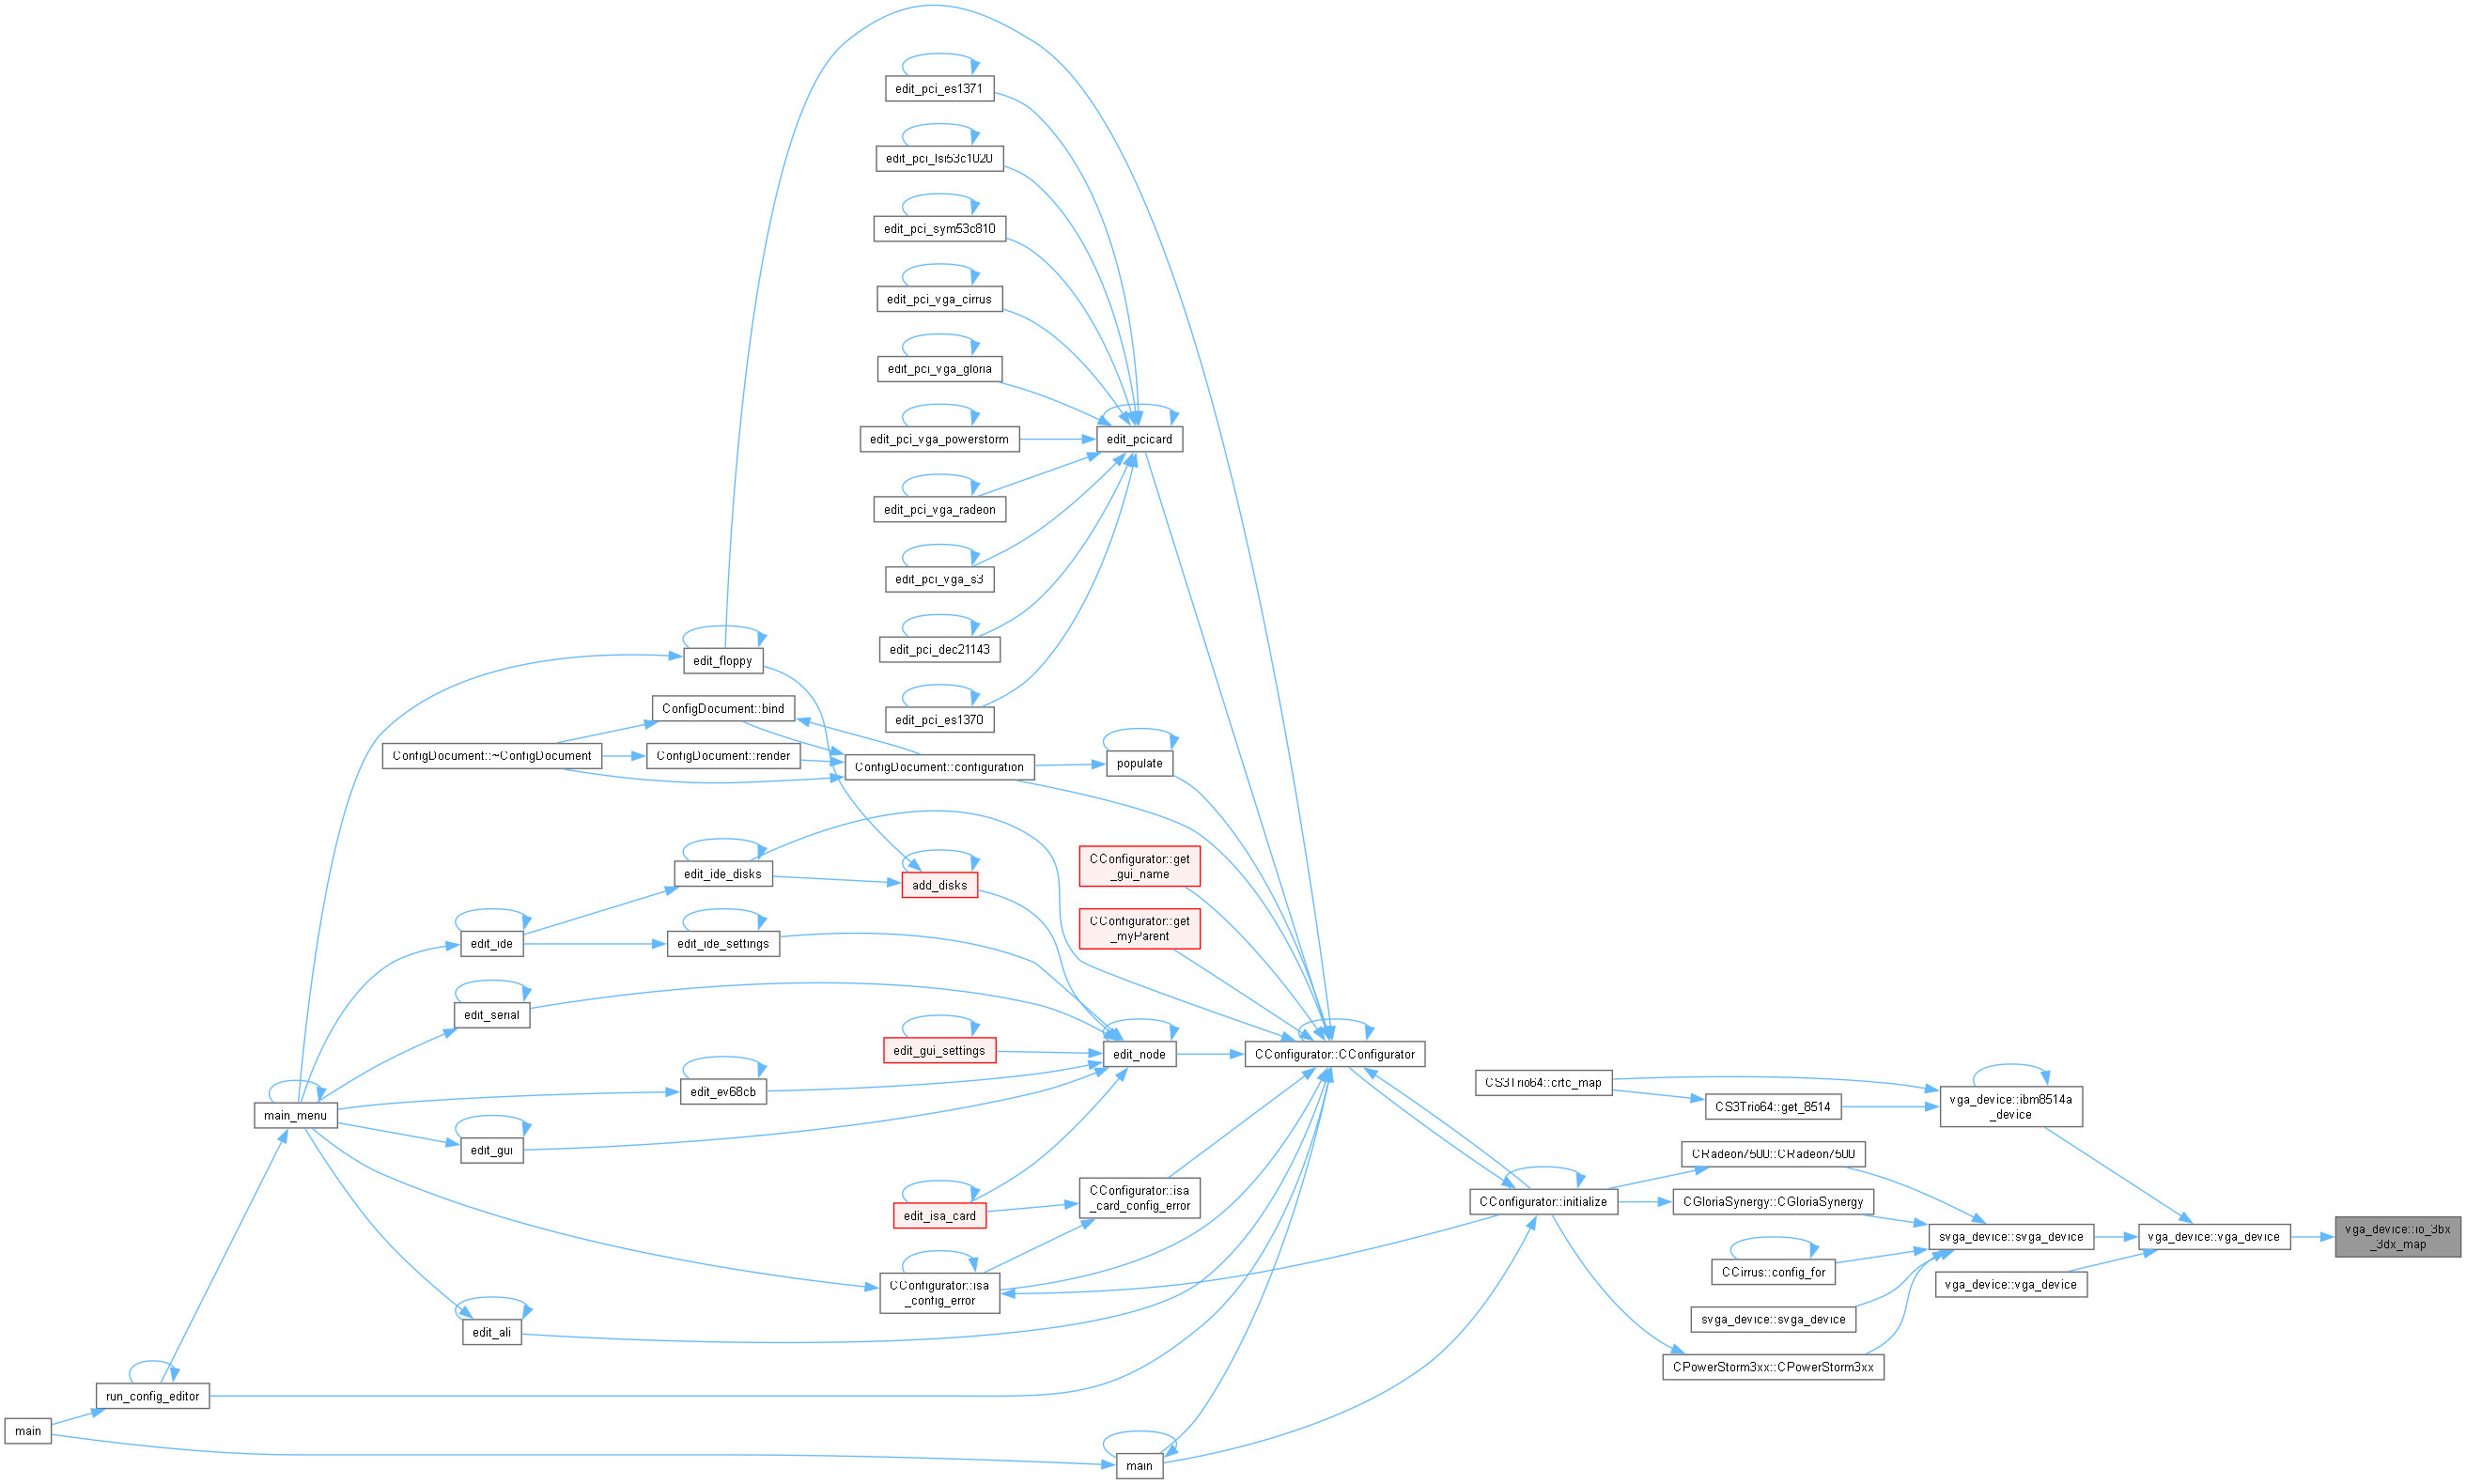 edit_pci_es1371
edit_pci_lsi53c1020
edit_pci_sym53c810
edit_pci_vga_cirrus
edit_pci_vga_gloria
edit_pci_vga_powerstorm
edit_pcicard
edit_pci_vga_radeon
edit_pci_vga_s3
edit_pci_dec21143
edit_floppy
ConfigDocument::bind
edit_pci_es1370
ConfigDocument::~ConfigDocument
ConfigDocument::render
ConfigDocument::configuration
populate
CConfigurator::get
_gui_name
edit_ide_disks
add_disks
CConfigurator::get
_myParent
edit_ide
edit_ide_settings
edit_serial
edit_gui_settings
edit_node
CConfigurator::CConfigurator
CS3Trio64::crtc_map
edit_ev68cb
main_menu
CS3Trio64::get_8514
vga_device::ibm8514a
_device
edit_gui
CRadeon7500::CRadeon7500
CConfigurator::isa
_card_config_error
edit_isa_card
CConfigurator::initialize
CGloriaSynergy::CGloriaSynergy
svga_device::svga_device
vga_device::vga_device
vga_device::io_3bx
_3dx_map
CCirrus::config_for
vga_device::vga_device
CConfigurator::isa
_config_error
svga_device::svga_device
edit_ali
CPowerStorm3xx::CPowerStorm3xx
run_config_editor
main
main